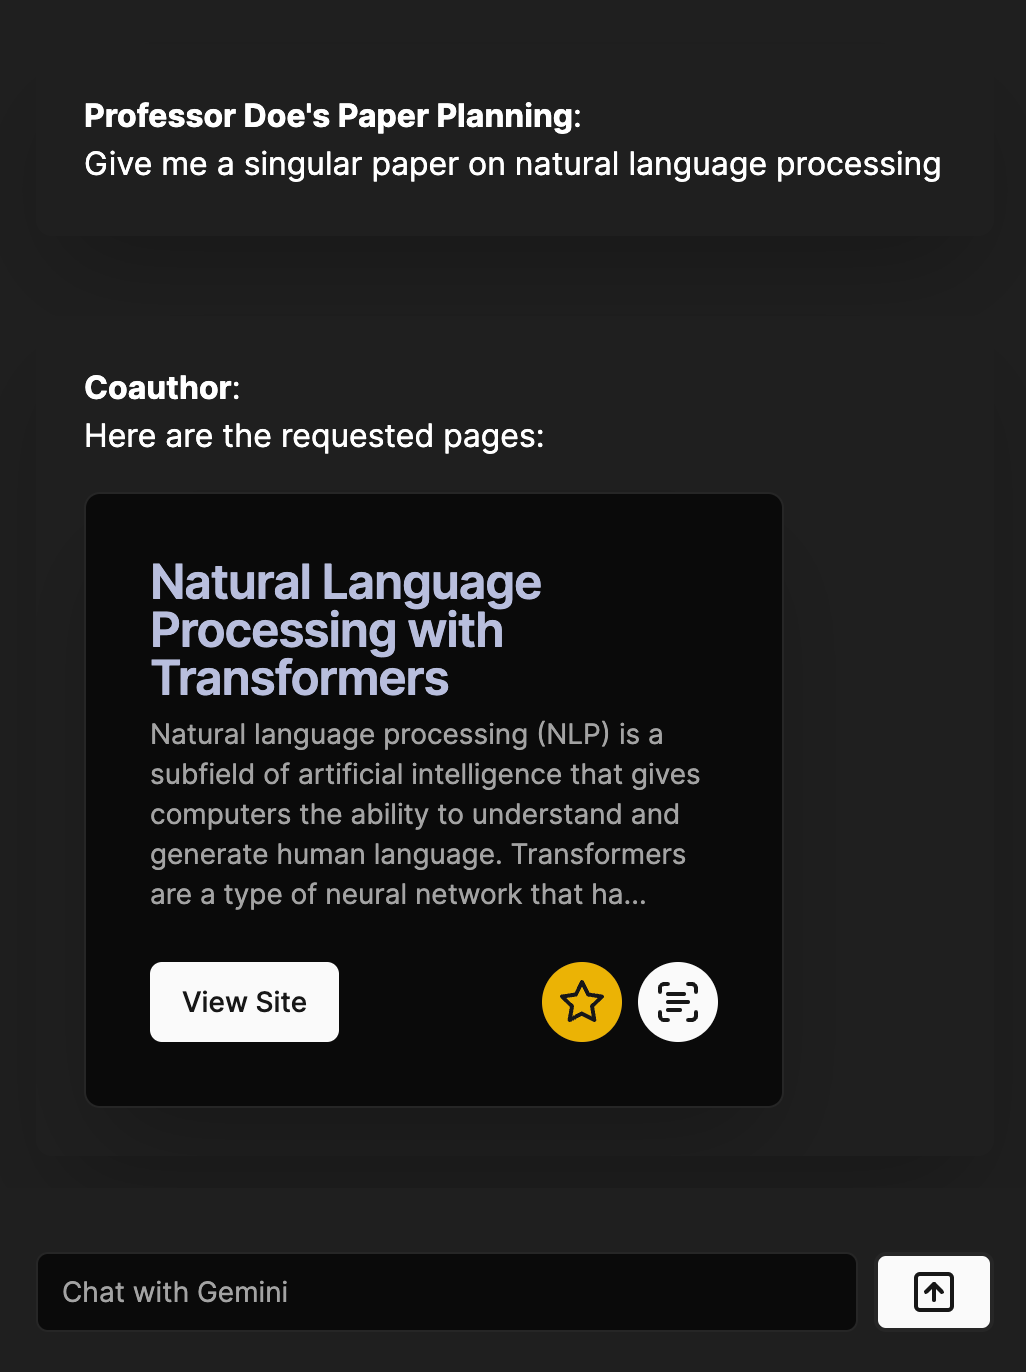 Professor Doe's Paper Planning:
Give me a singular paper on natural language processing
Coauthor:
Here are the requested pages:
Natural Language
Processing with
Transformers
Natural language processing (NLP) is a
subfield of artificial intelligence that gives
computers the ability to understand and
generate human language. Transformers
are a type of neural network that ha...
View Site
Chat with Gemini